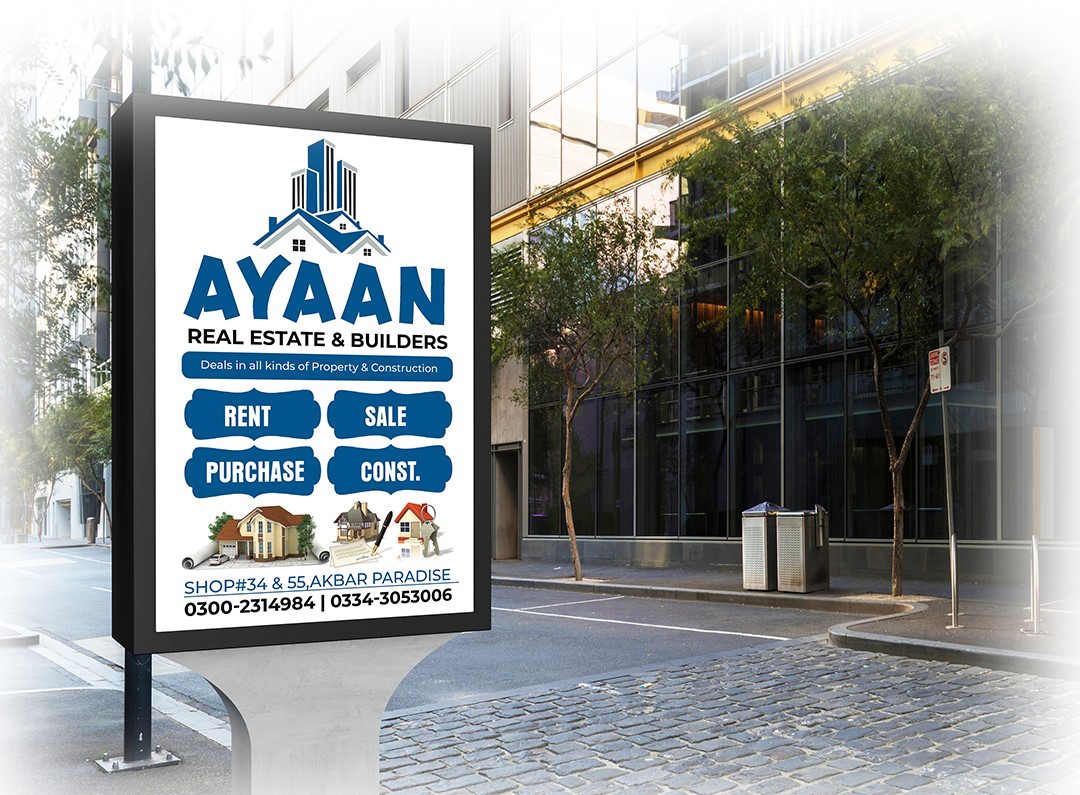 AYAAN
REAL ESTATE & BUILDERS
Deals in all kinds of Property & Construction
RENT SALE
PURCHASE CONST.
SHOP#34 & 55,AKBAR PARADISE
0300-2314984 | 0334-3053006